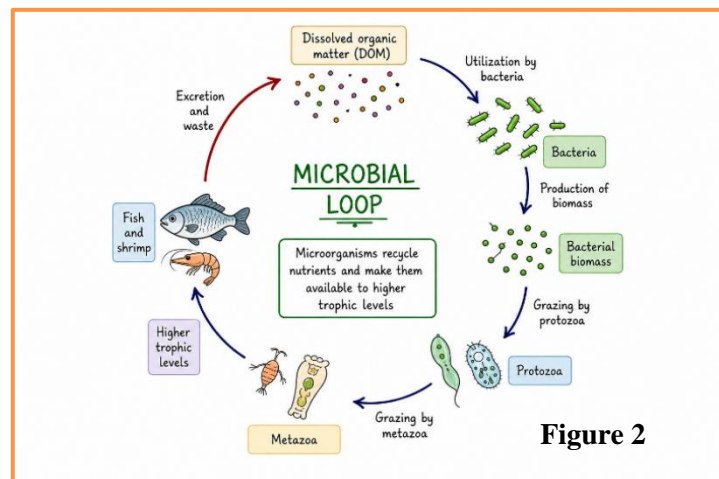 Dissolved organic
matter (DOM)
Utilization by
bacteria
Bacteria
Production of
biomass
Bacterial
biomass
Grazing by
protozoa
Protozoa
Grazing by
metazoa
Metazoa
Higher
trophic
levels
Fish
and
shrimp
Excretion
and
waste
MICROBIAL
LOOP
Microorganisms recycle
nutrients and make them
available to higher
trophic levels
Figure 2